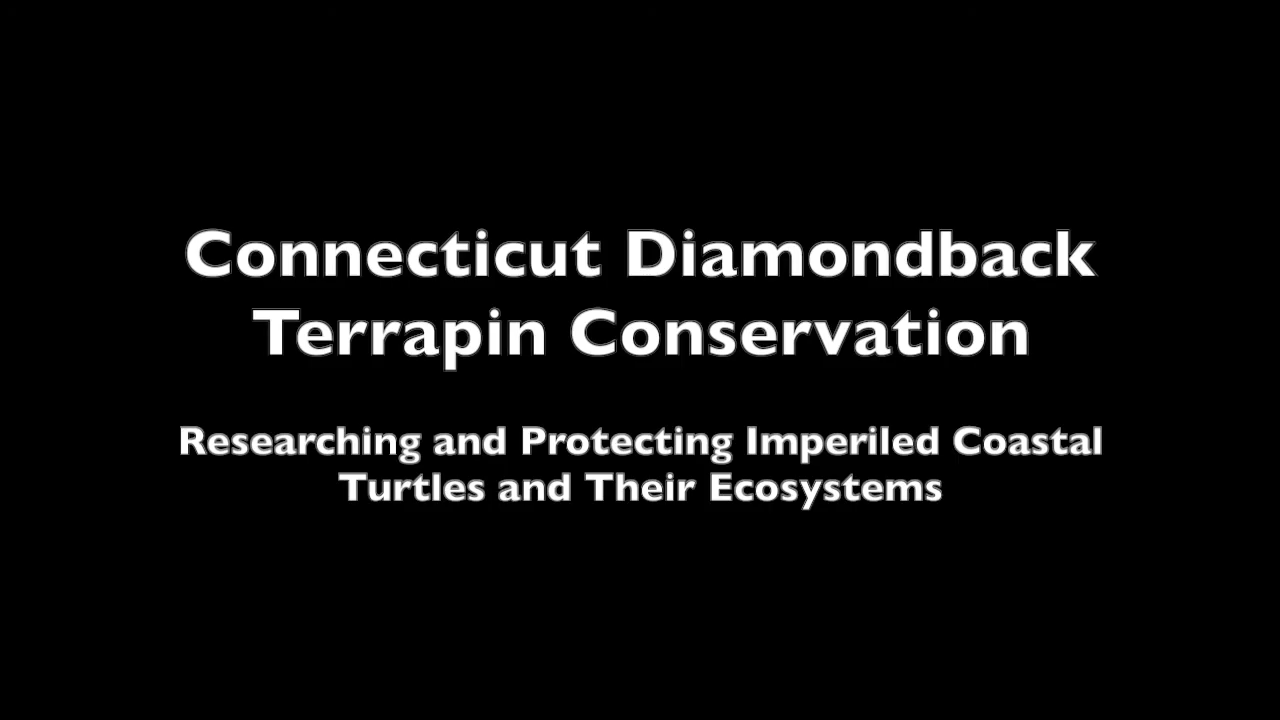 Connecticut Diamondback
Terrapin Conservation
Researching and Protecting Imperiled Coastal
Turtles and Their Ecosystems